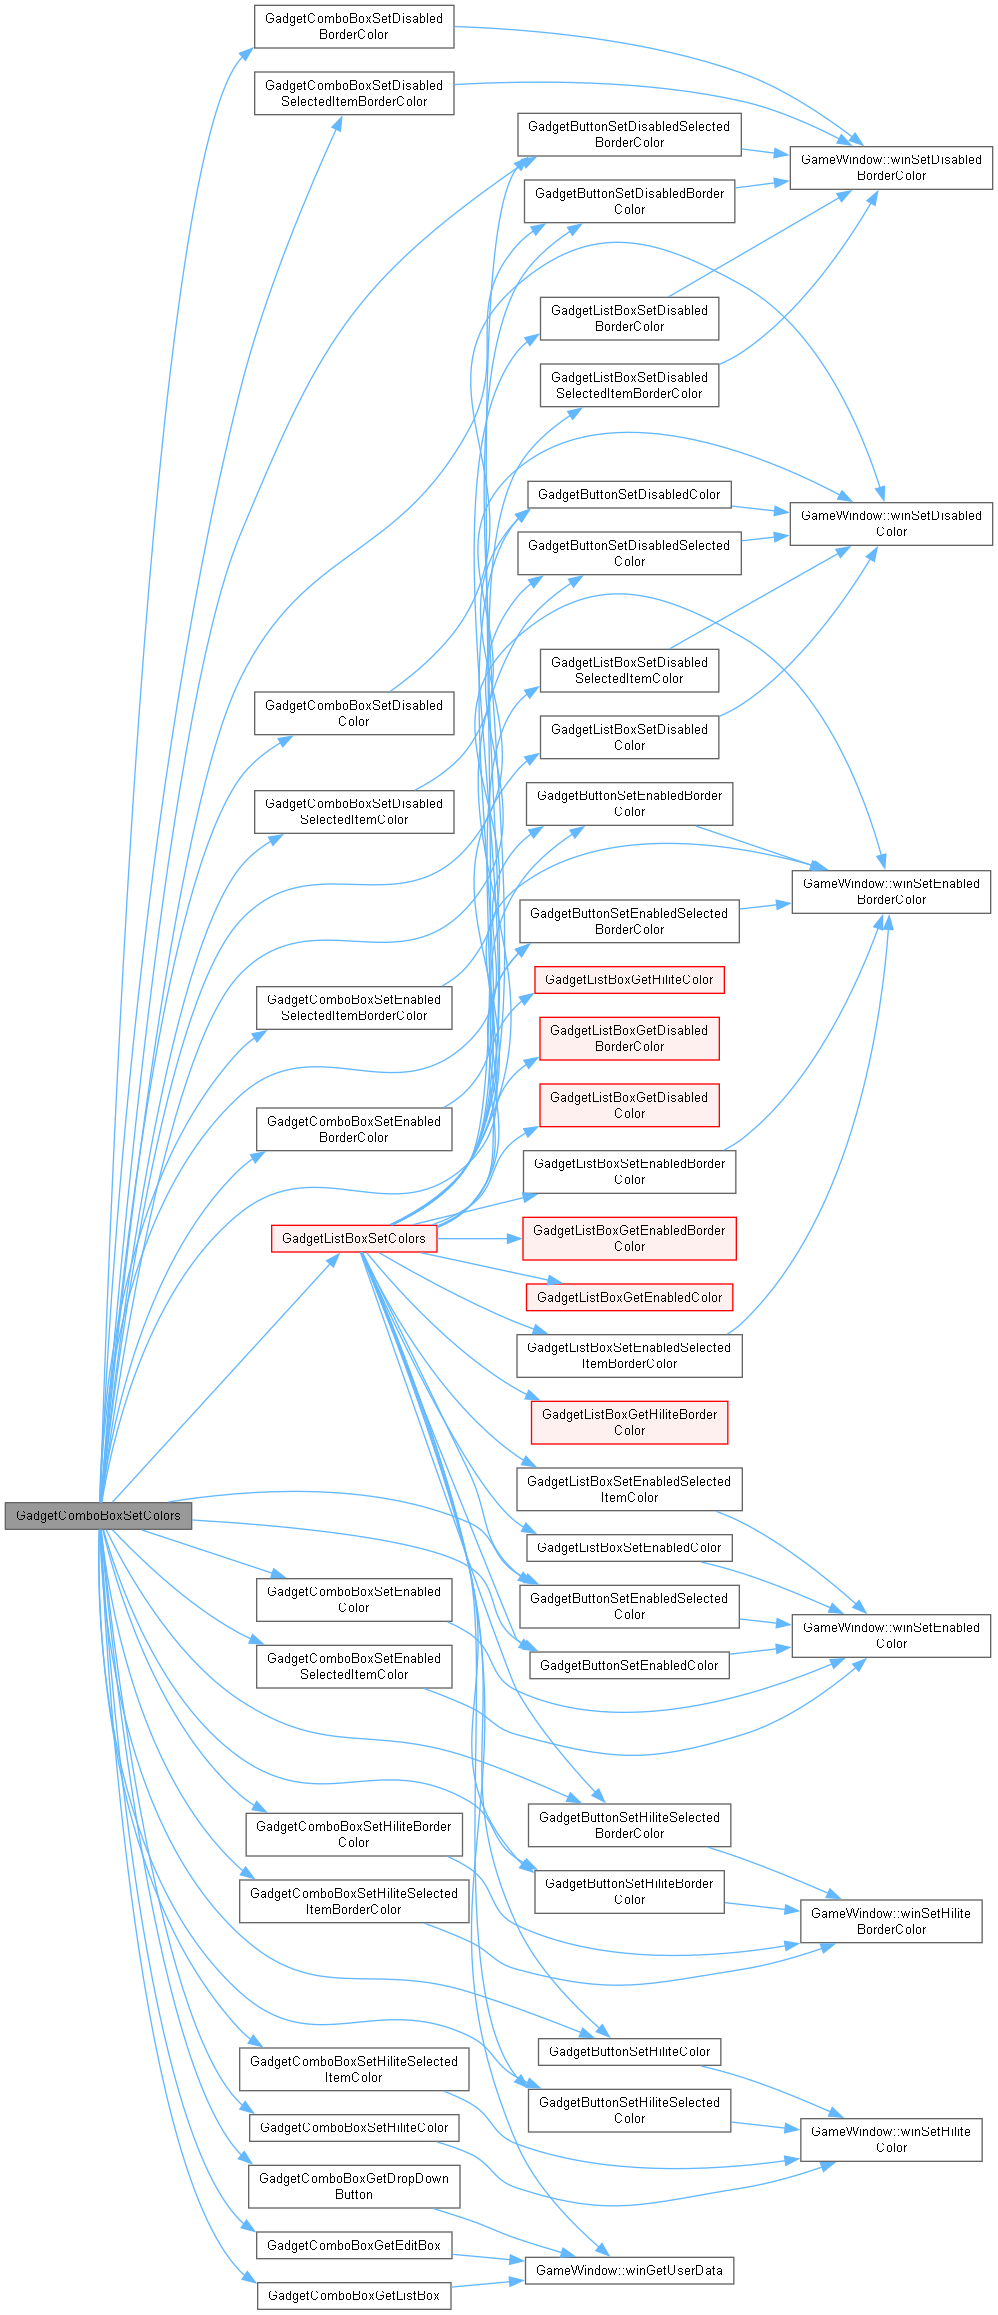 GadgetComboBoxSetDisabled
BorderColor
GadgetComboBoxSetDisabled
SelectedItemBorderColor
GadgetButtonSetDisabledSelected
BorderColor
GameWindow::winSetDisabled
BorderColor
GadgetButtonSetDisabledBorder
Color
GadgetListBoxSetDisabled
BorderColor
GadgetListBoxSetDisabled
SelectedItemBorderColor
GadgetButtonSetDisabledColor
GameWindow::winSetDisabled
Color
GadgetButtonSetDisabledSelected
Color
GadgetListBoxSetDisabled
SelectedItemColor
GadgetComboBoxSetDisabled
Color
GadgetListBoxSetDisabled
Color
GadgetComboBoxSetDisabled
SelectedItemColor
GadgetButtonSetEnabledBorder
Color
GameWindow::winSetEnabled
BorderColor
GadgetButtonSetEnabledSelected
BorderColor
GadgetListBoxGetHiliteColor
GadgetComboBoxSetEnabled
SelectedItemBorderColor
GadgetListBoxGetDisabled
BorderColor
GadgetListBoxGetDisabled
Color
GadgetComboBoxSetEnabled
BorderColor
GadgetListBoxSetEnabledBorder
Color
GadgetListBoxSetColors
GadgetListBoxGetEnabledBorder
Color
GadgetListBoxGetEnabledColor
GadgetListBoxSetEnabledSelected
ItemBorderColor
GadgetListBoxGetHiliteBorder
Color
GadgetListBoxSetEnabledSelected
ItemColor
GadgetComboBoxSetColors
GadgetListBoxSetEnabledColor
GadgetComboBoxSetEnabled
Color
GadgetButtonSetEnabledSelected
Color
GameWindow::winSetEnabled
Color
GadgetComboBoxSetEnabled
SelectedItemColor
GadgetButtonSetEnabledColor
GadgetComboBoxSetHiliteBorder
Color
GadgetButtonSetHiliteSelected
BorderColor
GadgetComboBoxSetHiliteSelected
ItemBorderColor
GadgetButtonSetHiliteBorder
Color
GameWindow::winSetHilite
BorderColor
GadgetButtonSetHiliteColor
GadgetComboBoxSetHiliteSelected
ItemColor
GadgetButtonSetHiliteSelected
Color
GadgetComboBoxSetHiliteColor
GameWindow::winSetHilite
Color
GadgetComboBoxGetDropDown
Button
GadgetComboBoxGetEditBox
GameWindow::winGetUserData
GadgetComboBoxGetListBox